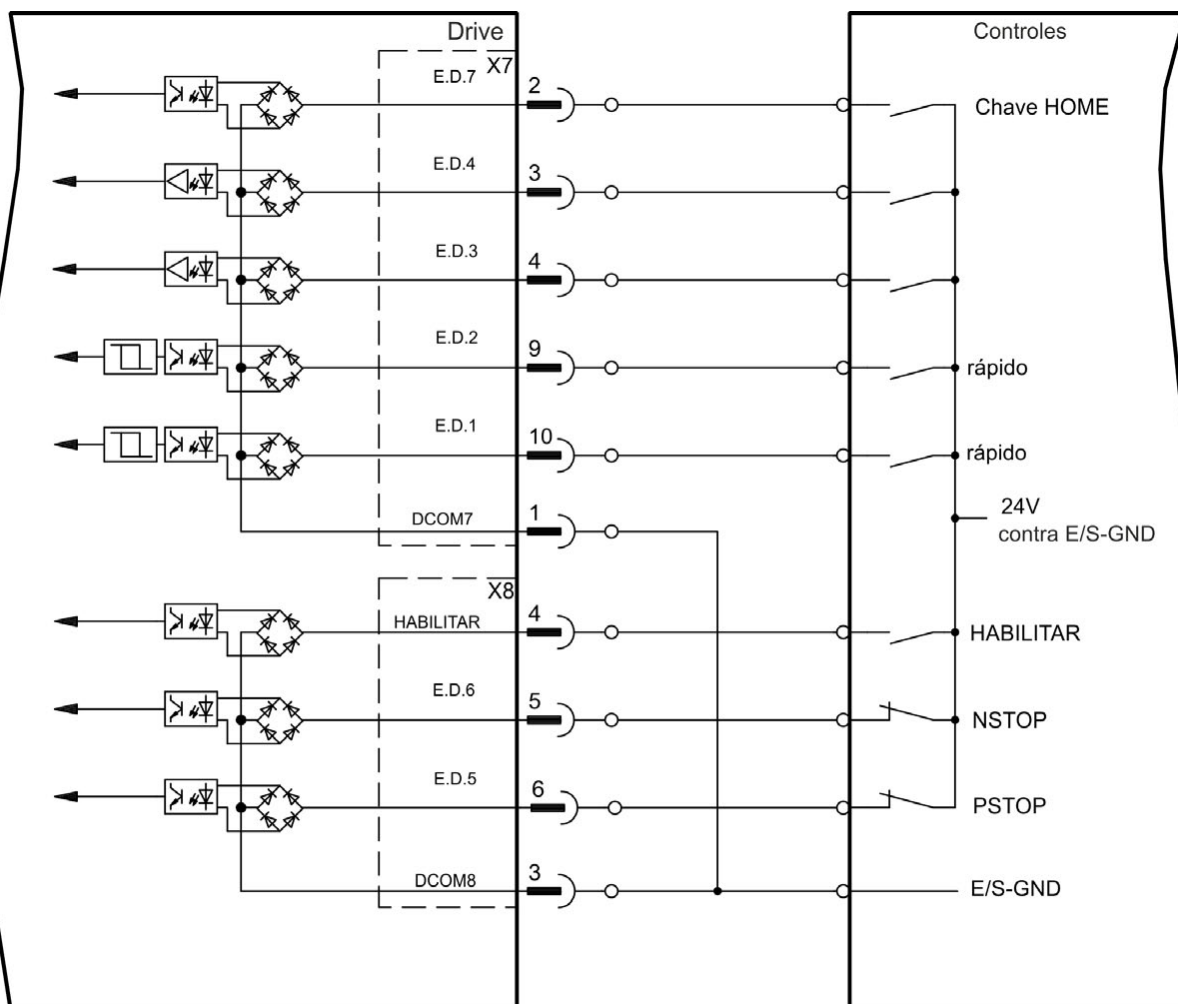 Drive
Controles
X7
E.D.7
2
Chave HOME
E.D.4
3
E.D.3
4
E.D.2
9
rápido
E.D.1
10
rápido
DCOM7
1
24V
contra E/S-GND
X8
HABILITAR
4
HABILITAR
E.D.6
5
NSTOP
E.D.5
6
PSTOP
DCOM8
3
E/S-GND